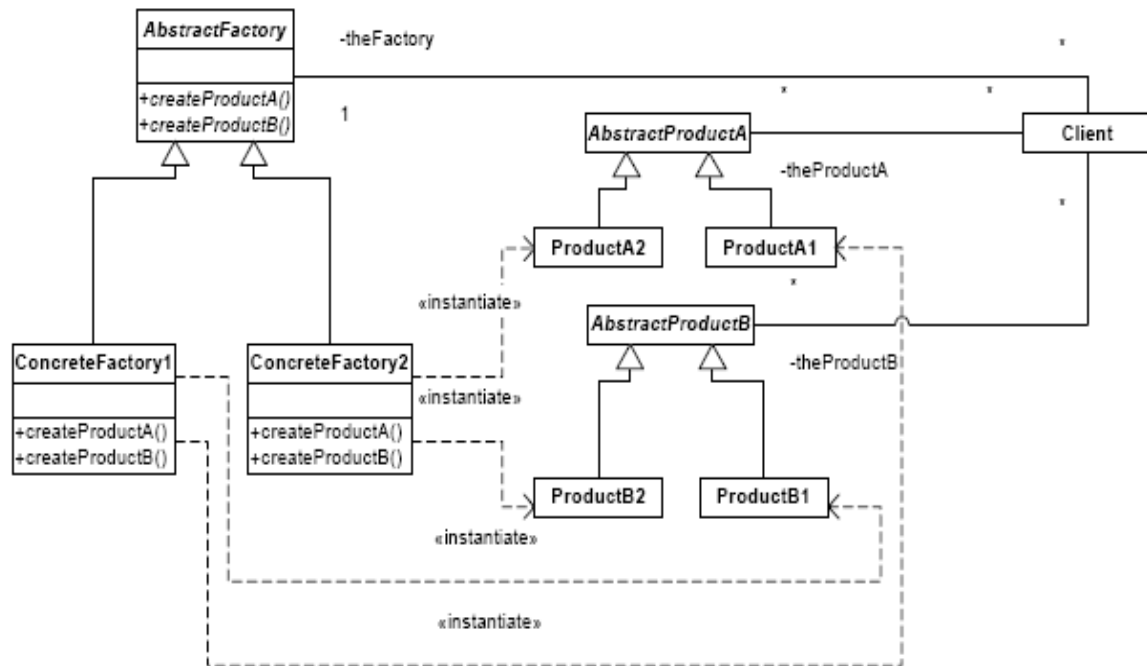 AbstractFactory
-theFactory
*
+createProductA()
+createProductB()
1
*
*
AbstractProductA
Client
-theProductA
*
ProductA2
ProductA1
*
«instantiate»
AbstractProductB
ConcreteFactory1
ConcreteFactory2
-theProductB
«instantiate»
+createProductA()
+createProductB()
+createProductA()
+createProductB()
ProductB2
ProductB1
«instantiate»
«instantiate»